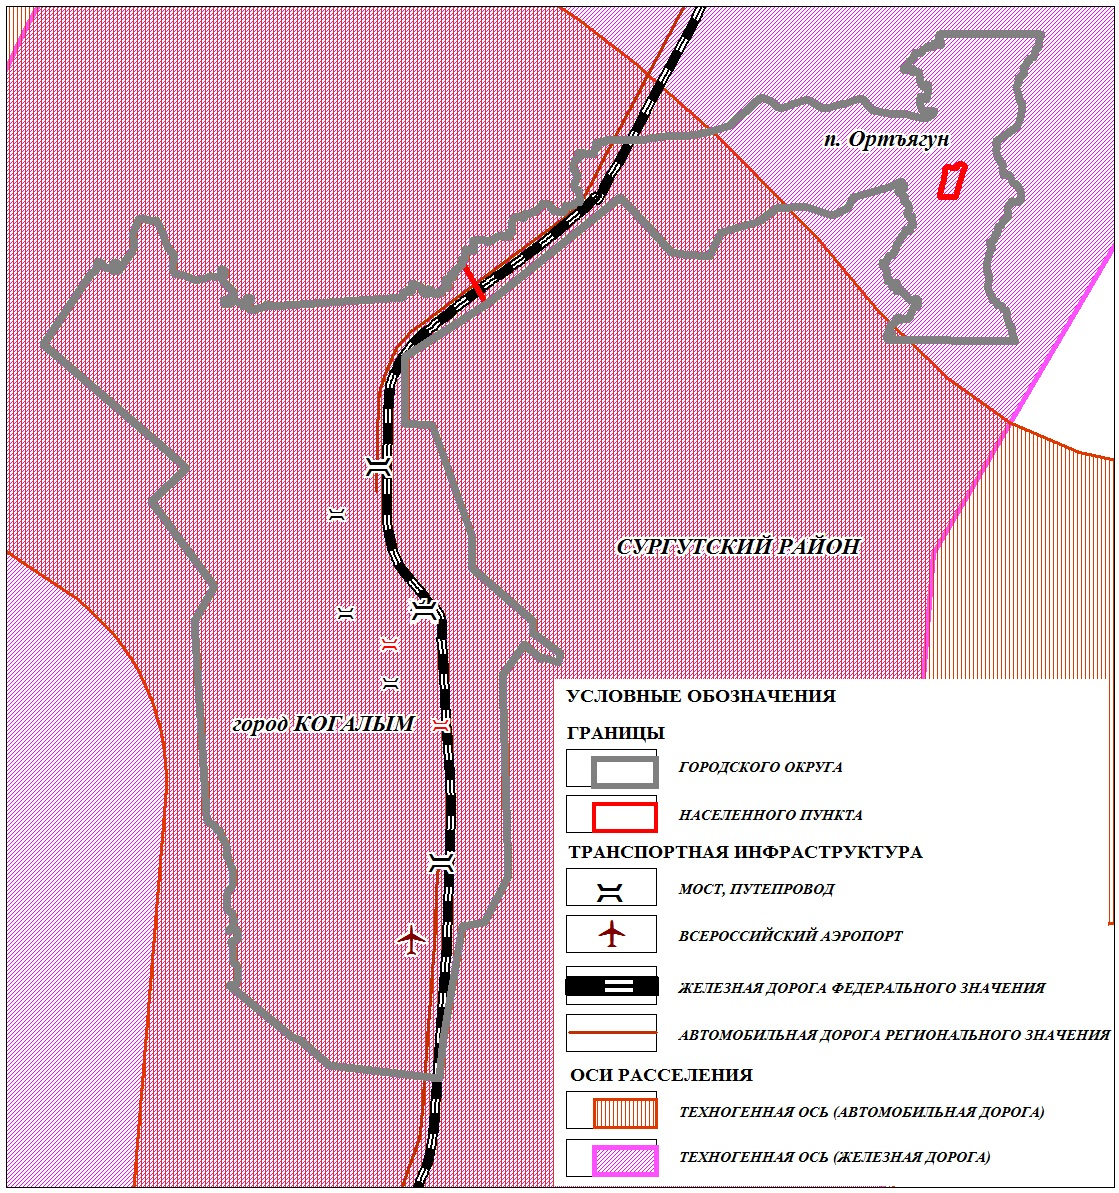 п. Ортъягун
СУРГУТСКИЙ РАЙОН
город КОГАЛЫМ
УСЛОВНЫЕ ОБОЗНАЧЕНИЯ
ГРАНИЦЫ
ГОРОДСКОГО ОКРУГА
НАСЕЛЕННОГО ПУНКТА
ТРАНСПОРТНАЯ ИНФРАСТРУКТУРА
МОСТ, ПУТЕПРОВОД
ВСЕРОССИЙСКИЙ АЭРОПОРТ
ЖЕЛЕЗНАЯ ДОРОГА ФЕДЕРАЛЬНОГО ЗНАЧЕНИЯ
АВТОМОБИЛЬНАЯ ДОРОГА РЕГИОНАЛЬНОГО ЗНАЧЕНИЯ
ОСИ РАССЕЛЕНИЯ
ТЕХНОГЕННАЯ ОСЬ (АВТОМОБИЛЬНАЯ ДОРОГА)
ТЕХНОГЕННАЯ ОСЬ (ЖЕЛЕЗНАЯ ДОРОГА)